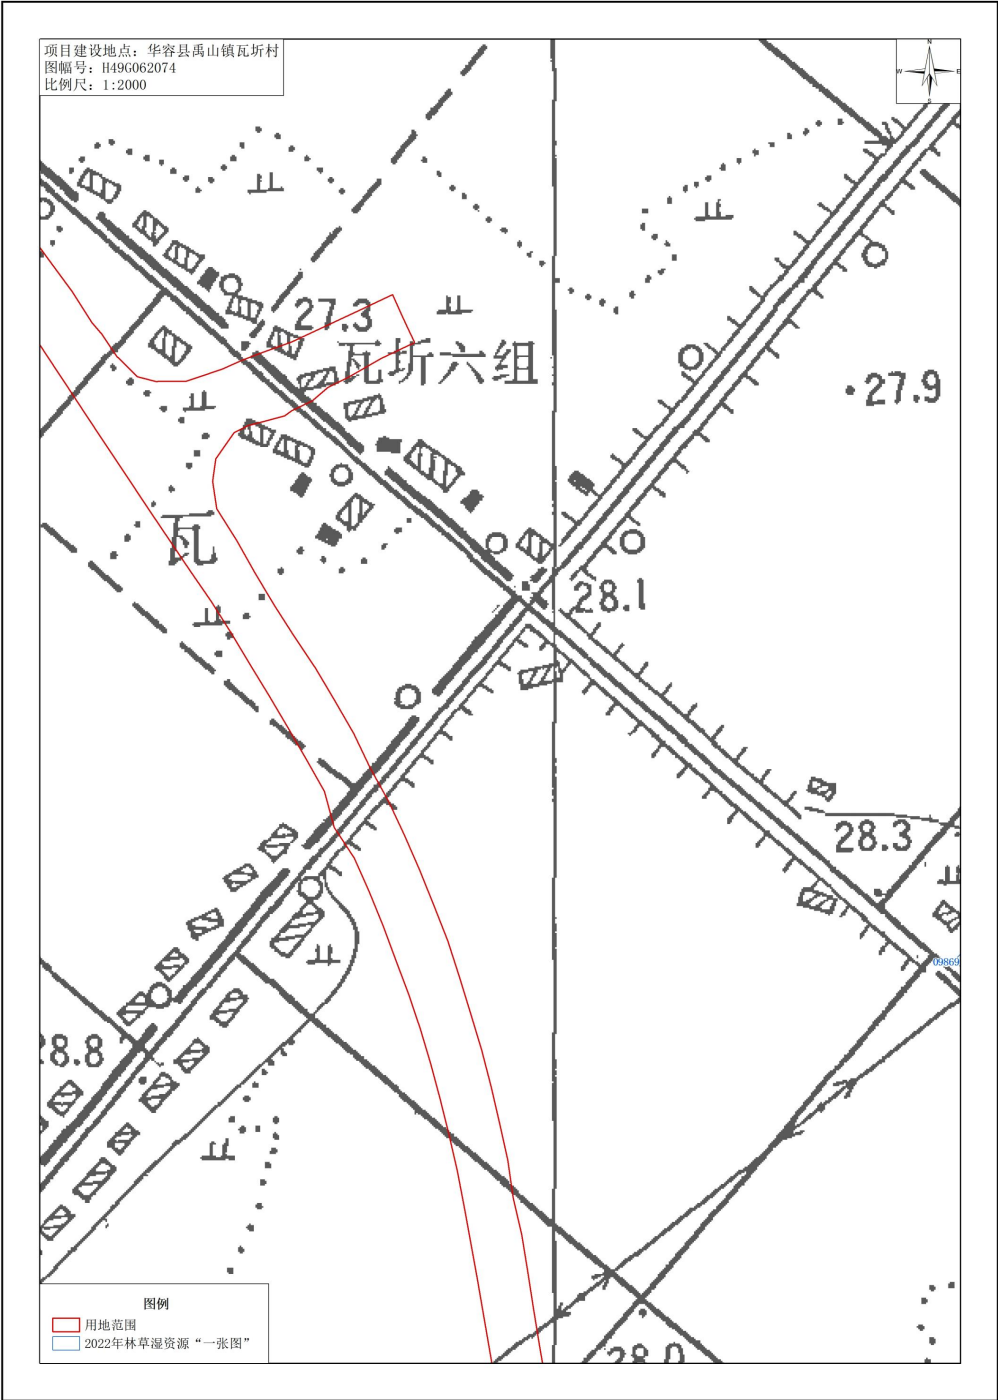 项目建设地点：华容县禹山镇瓦圻村
图幅号：H49G062074
比例尺：1:2000
N
W
E
S
27.3
瓦圻六组
27.9
瓦
28.1
28.3
09869
28.8
28.0
图例
用地范围
2022年林草湿资源“一张图”